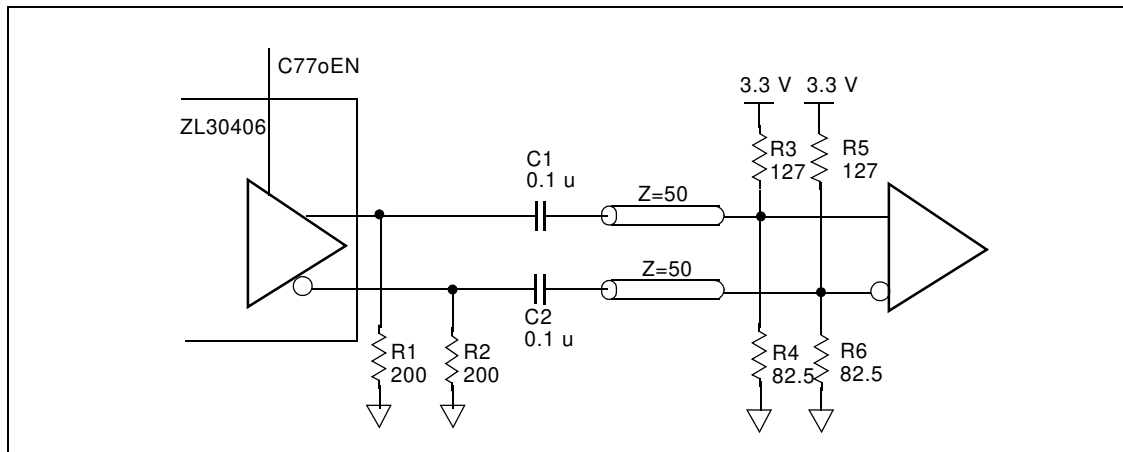 C77oEN
ZL30406
3.3 V
3.3 V
C1
0.1 u
R3
127
R5
127
Z=50
Z=50
C2
0.1 u
R1
200
R2
200
R4
82.5
R6
82.5